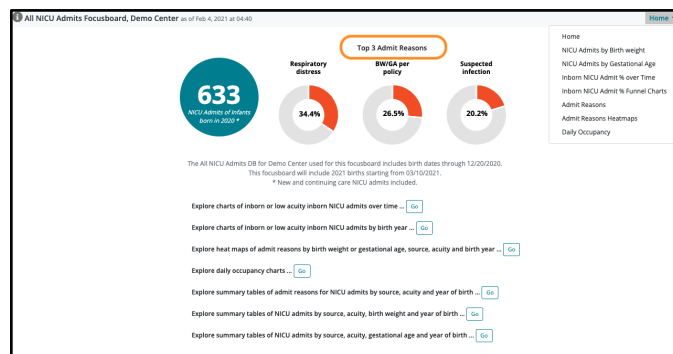 All NICU Admits Focusboard, Demo Center as of Feb 4, 2021 at 04:40
Home
Home
NICU Admits by Birth weight
NICU Admits by Gestational Age
Inborn NICU Admit % over Time
Inborn NICU Admit % Funnel Charts
Admit Reasons
Admit Reasons Heatmaps
Daily Occupancy
Top 3 Admit Reasons
633
NICU Admits of Infants
born in 2020 *
Respiratory
distress
34.4%
BW/GA per
policy
26.5%
Suspected
infection
20.2%
The All NICU Admits DB for Demo Center used for this focusboard includes birth dates through 12/20/2020.
This focusboard will include 2021 births starting from 03/10/2021.
* New and continuing care NICU admits included.
Explore charts of inborn or low acuity inborn NICU admits over time ... Go
Explore charts of inborn or low acuity inborn NICU admits by birth year ... Go
Explore heat maps of admit reasons by birth weight or gestational age, source, acuity and birth year ... Go
Explore daily occupancy charts ... Go
Explore summary tables of admit reasons for NICU admits by source, acuity and year of birth ... Go
Explore summary tables of NICU admits by source, acuity, birth weight and year of birth ... Go
Explore summary tables of NICU admits by source, acuity, gestational age and year of birth ... Go